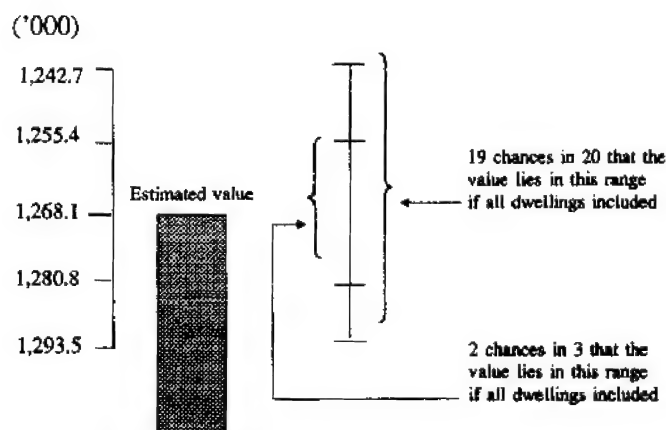 ('000)
1,242.7
1,255.4
19 chances in 20 that the
value lies in this range
if all dwellings included
Estimated value
1,268.1
1,280.8
1,293.5
2 chances in 3 that the
value lies in this range
if all dwellings included